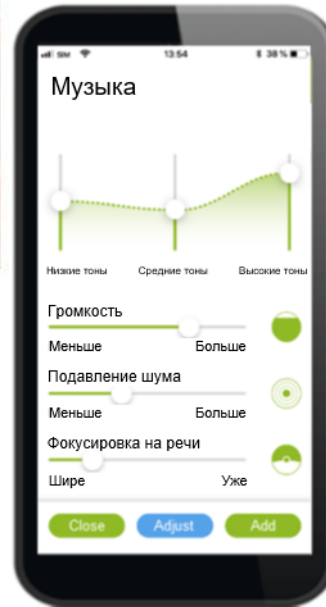 SIM 13:54 38 %
Музыка
Низкие тоны Средние тоны Высокие тоны
Громкость
Меньше Больше
Подавление шума
Меньше Больше
Фокусировка на речи
Шире Уже
Close Adjust Add